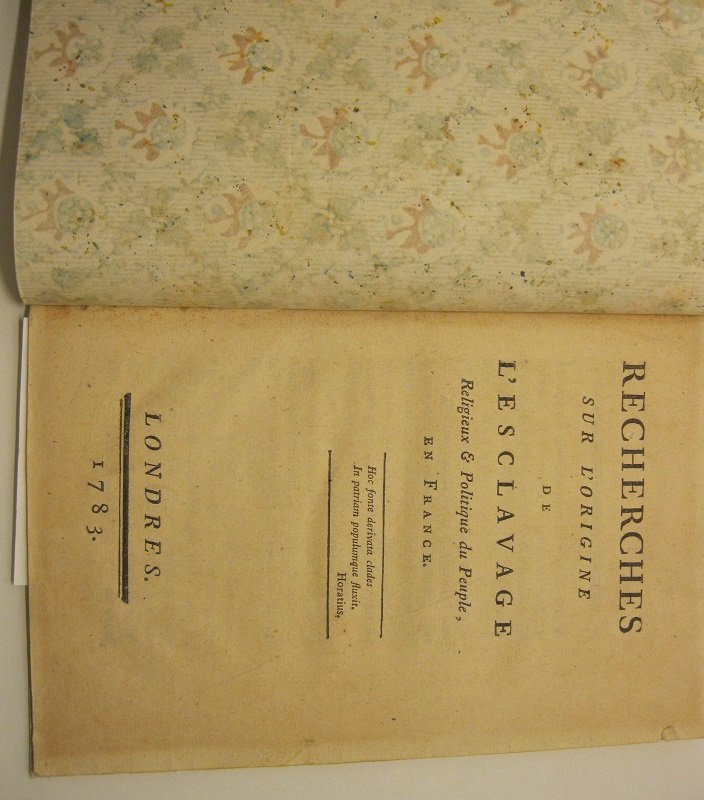 RECHERCHES
SUR L'ORIGINE
DE
L'ESCLAVAGE
Religieux & Politique du Peuple,
EN FRANCE.
Hoc fonte derivata clades
In patriam populumque fluxit.
Horatius.
LONDRES.
1783.